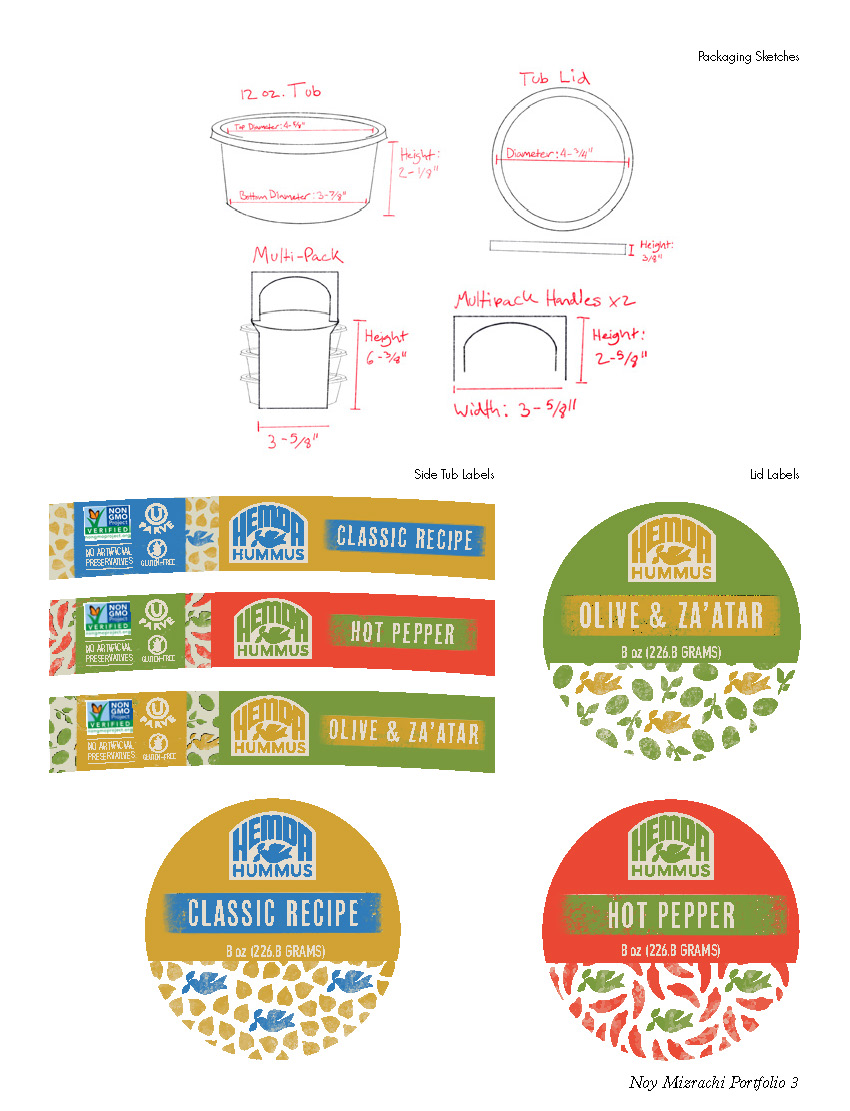 Packaging Sketches
12 oz. Tub
Top Diameter: 4-5/8"
Height:
2-1/8"
Bottom Diameter: 3-7/8"
Tub Lid
Diameter: 4-3/4"
Height:
3/8"
Multi-Pack
Height
6-3/8"
3-5/8"
Multipack Handles x2
Height:
2-5/8"
Width: 3-5/8"
Side Tub Labels
Lid Labels
NON
GMO
Project
VERIFIED
nongmoproject.org
U
PARVE
NO ARTIFICIAL
PRESERVATIVES
GLUTEN-FREE
HEMDA
HUMMUS
CLASSIC RECIPE
NON
GMO
Project
VERIFIED
nongmoproject.org
U
PARVE
NO ARTIFICIAL
PRESERVATIVES
GLUTEN-FREE
HEMDA
HUMMUS
HOT PEPPER
NON
GMO
Project
VERIFIED
nongmoproject.org
U
PARVE
NO ARTIFICIAL
PRESERVATIVES
GLUTEN-FREE
HEMDA
HUMMUS
OLIVE & ZA'ATAR
HEMDA
HUMMUS
OLIVE & ZA'ATAR
8 oz (226.8 GRAMS)
HEMDA
HUMMUS
CLASSIC RECIPE
8 oz (226.8 GRAMS)
HEMDA
HUMMUS
HOT PEPPER
8 oz (226.8 GRAMS)
Noy Mizrachi Portfolio 3